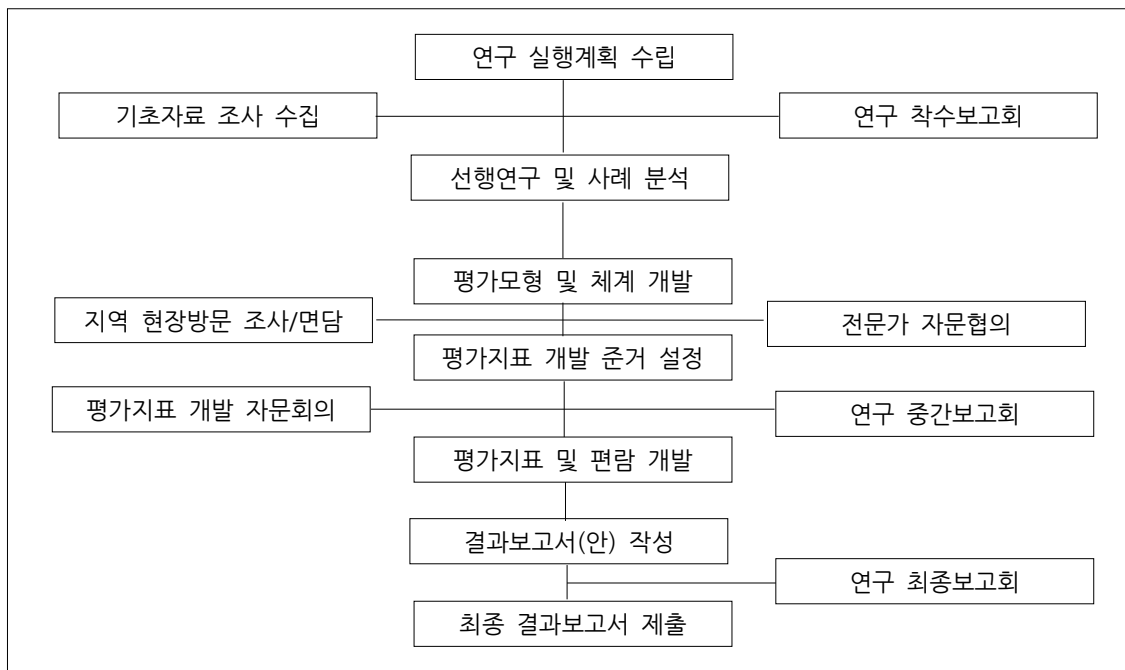 연구 실행계획 수립
기초자료 조사 수집
연구 착수보고회
선행연구 및 사례 분석
평가모형 및 체계 개발
지역 현장방문 조사/면담
전문가 자문협의
평가지표 개발 준거 설정
평가지표 개발 자문회의
연구 중간보고회
평가지표 및 편람 개발
결과보고서(안) 작성
연구 최종보고회
최종 결과보고서 제출